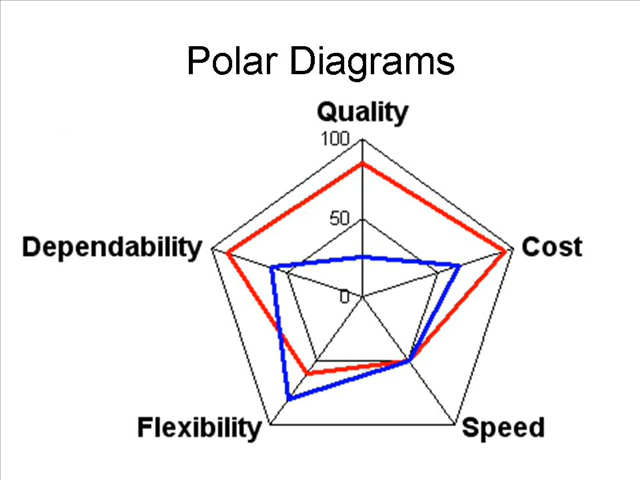 Polar Diagrams
Quality
100
50
Dependability
Cost
0
Flexibility
Speed